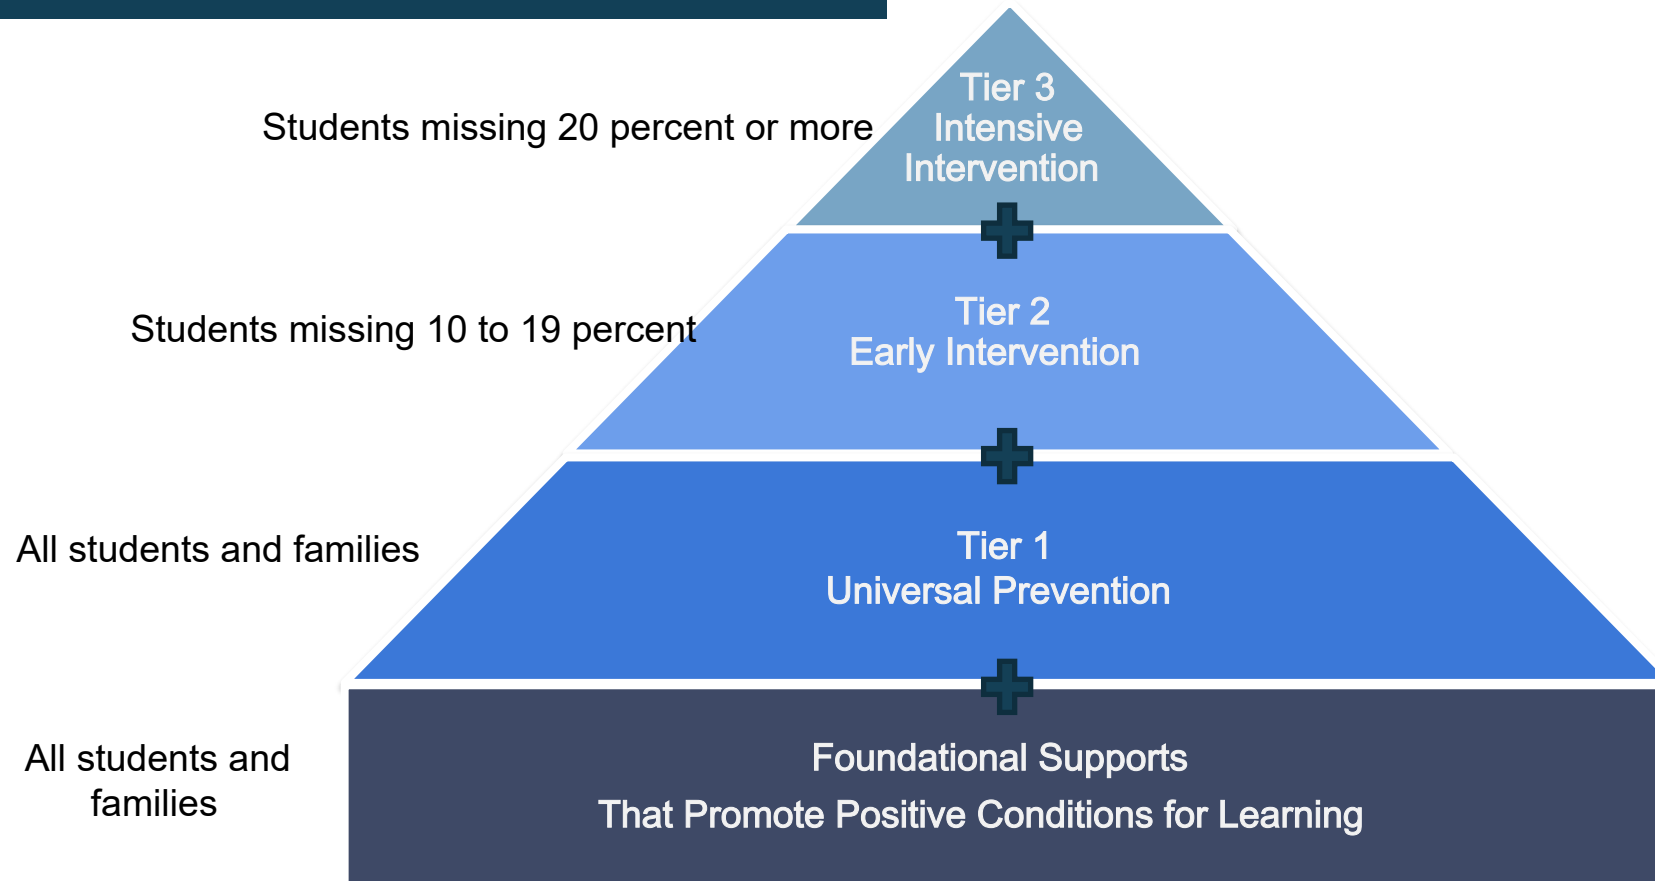 Tier 3
Students missing 20 percent or more
Intensive
Intervention
Students missing 10 to 19 percent
Tier 2
Early Intervention
All students and families
Tier 1
Universal Prevention
All students and
families
Foundational Supports
That Promote Positive Conditions for Learning